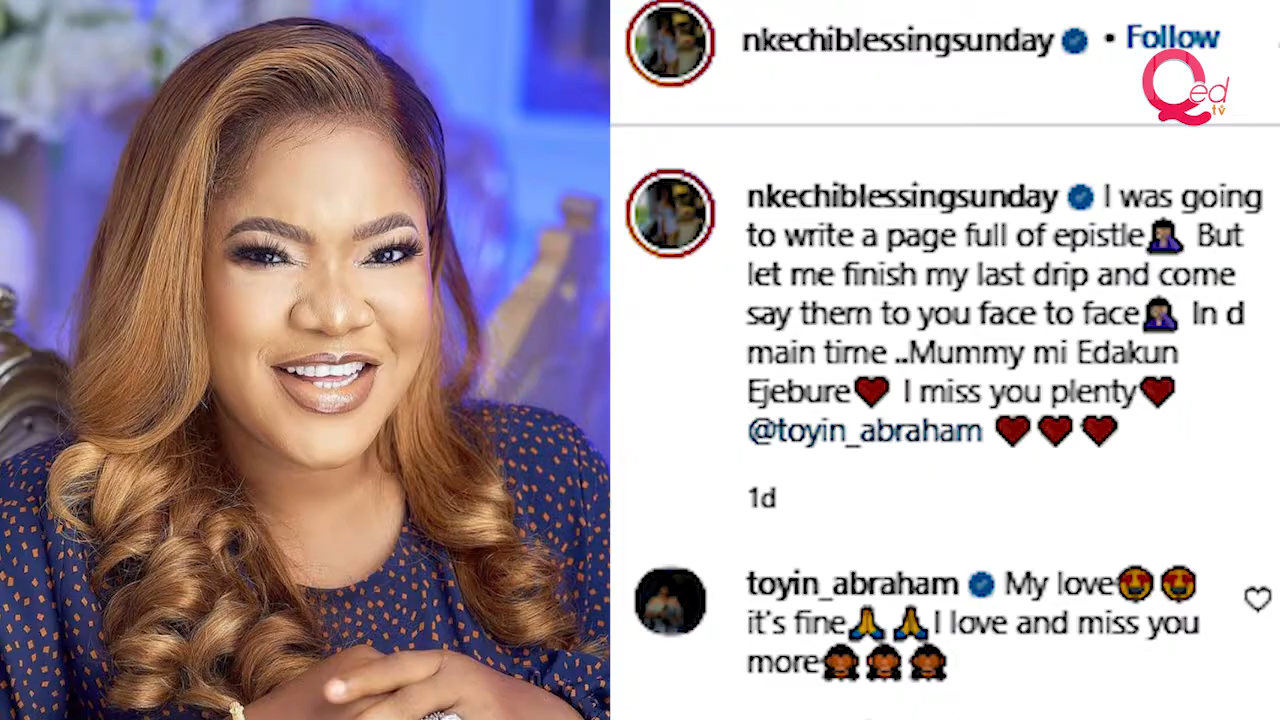 nkechiblessingsunday • Follow
Qed
tv
nkechiblessingsunday I was going
to write a page full of epistle🤦🏾‍♀️ But
let me finish my last drip and come
say them to you face to face🤦🏾‍♀️ In d
main time ..Mummy mi Edakun
Ejebure❤️ I miss you plenty❤️
@toyin_abraham ❤️❤️❤️
1d
toyin_abraham My love😍😍
it's fine🙏🙏I love and miss you
more🙊🙊🙊